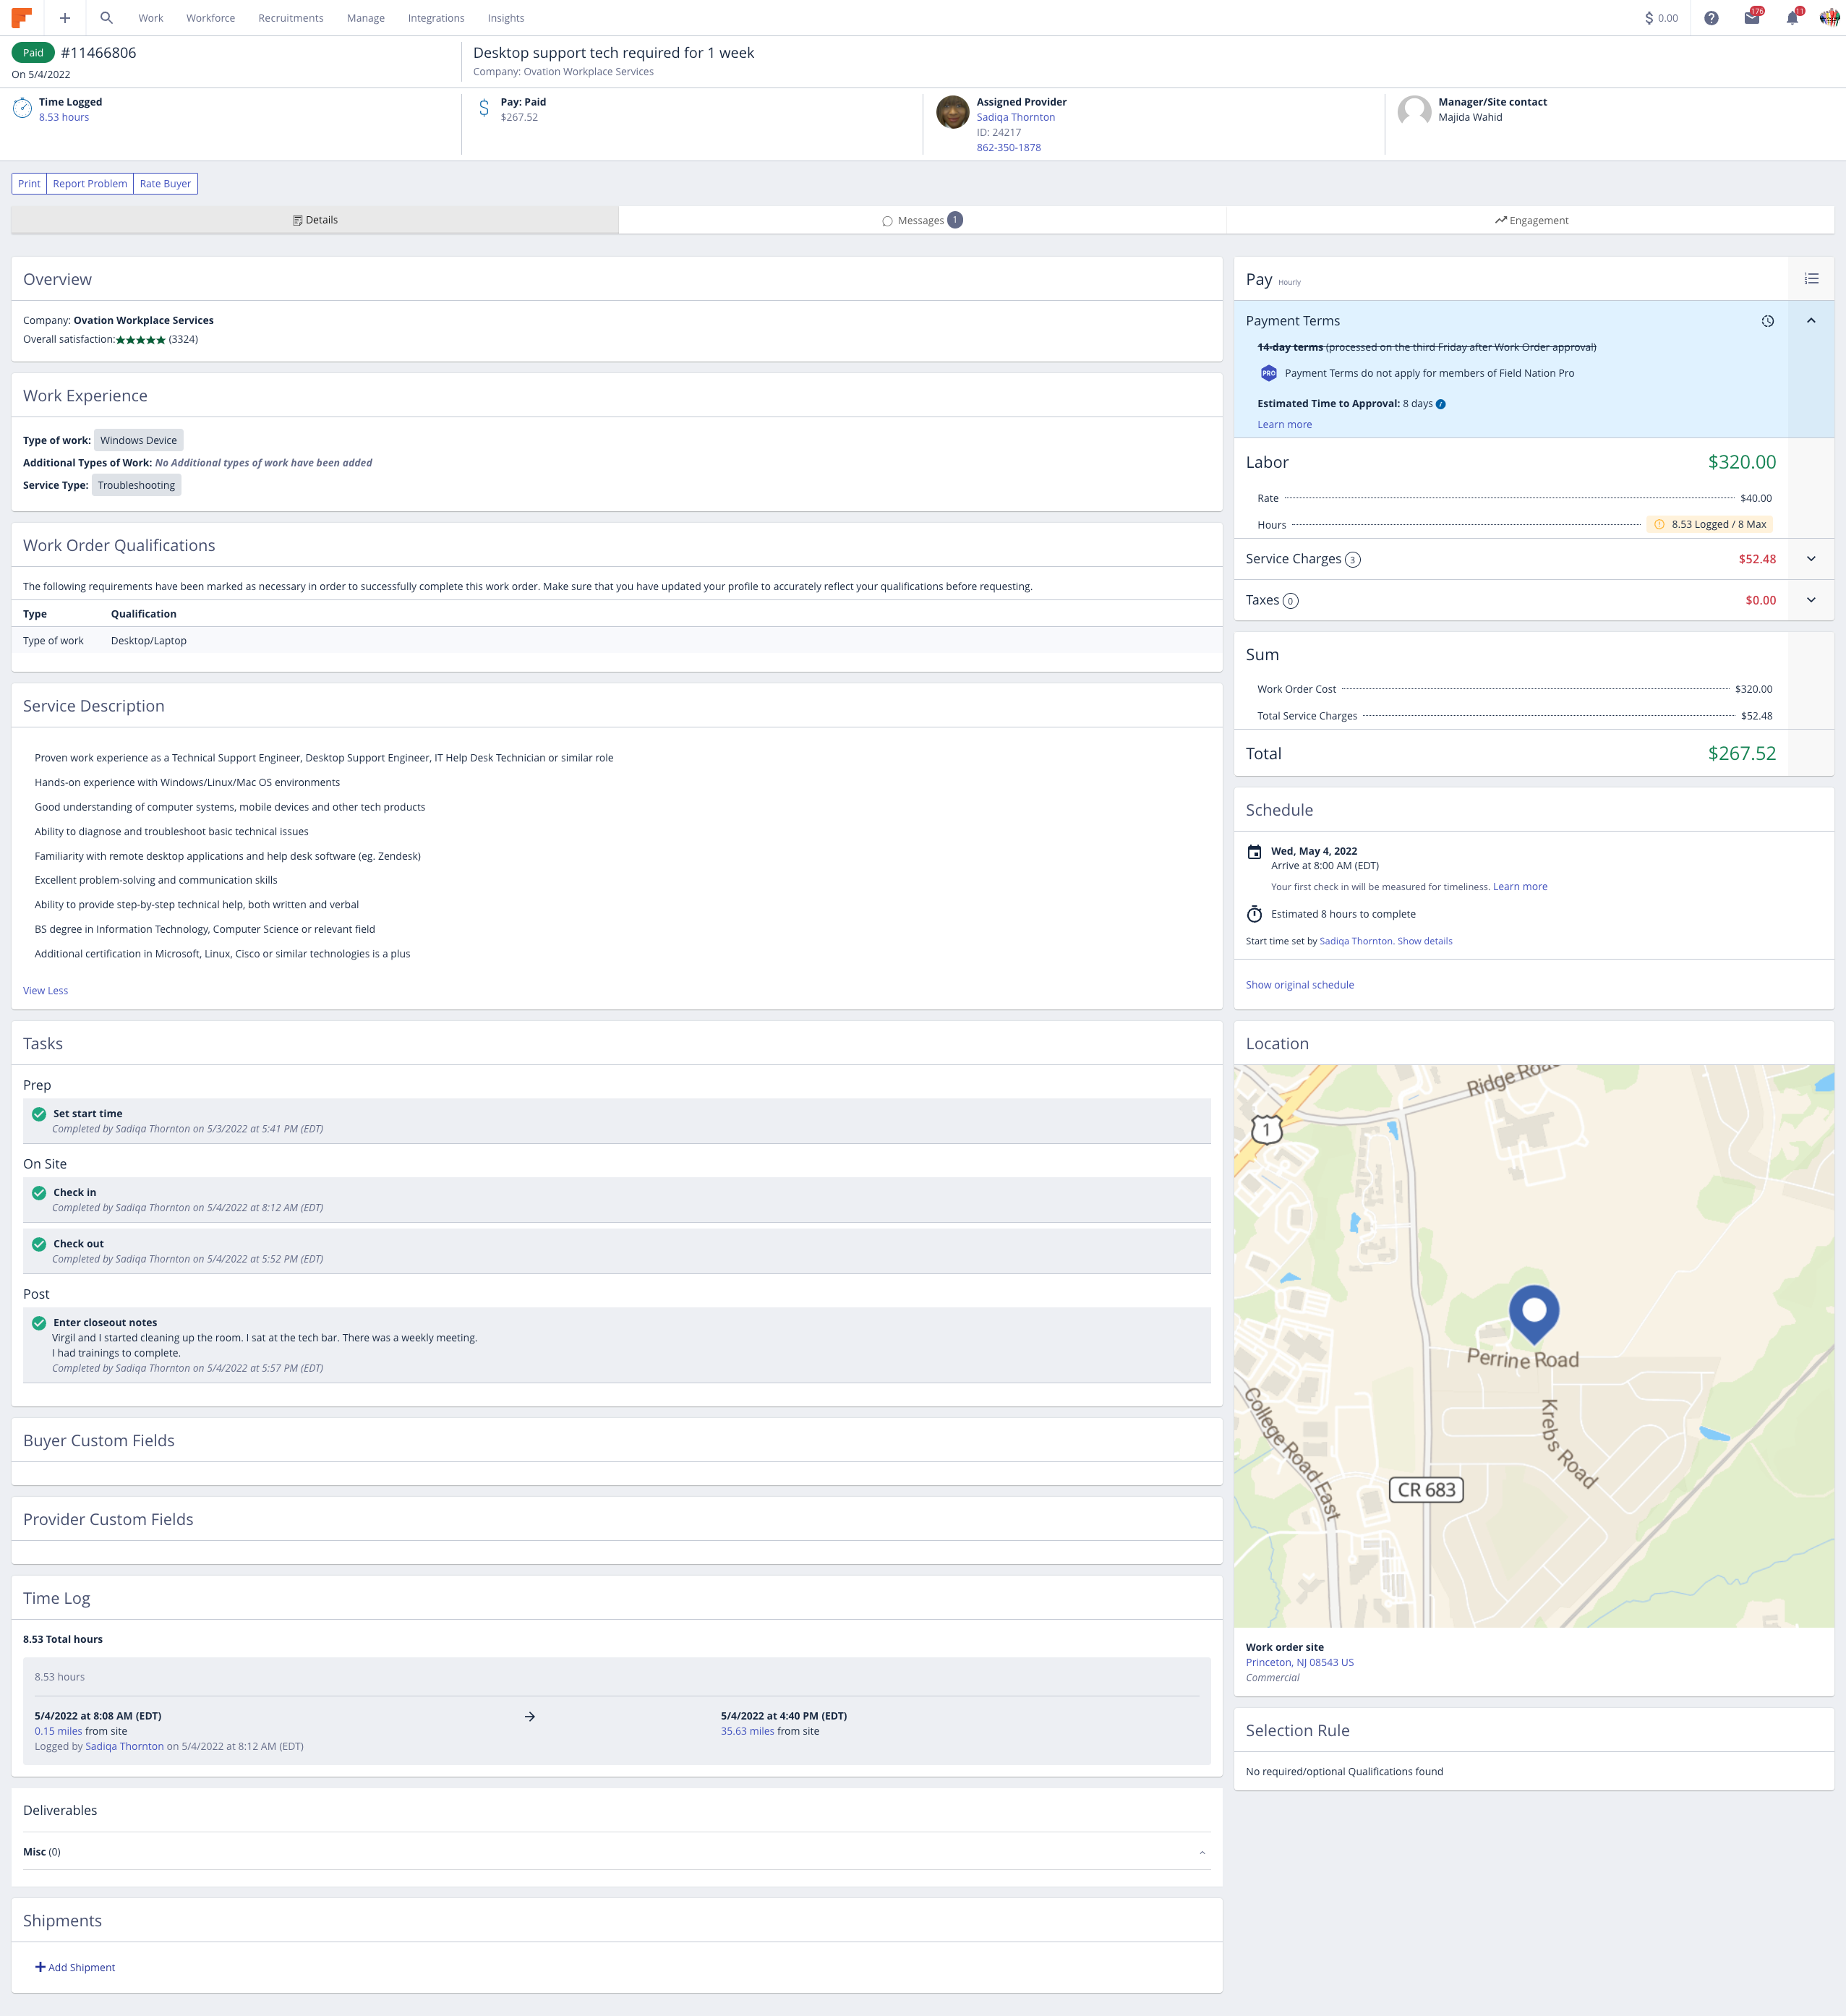 Work Workforce Recruitments Manage Integrations Insights $ 0.00 176 11
Paid #11466806
On 5/4/2022
Desktop support tech required for 1 week
Company: Ovation Workplace Services
Time Logged
8.53 hours
Pay: Paid
$267.52
Assigned Provider
Sadiqa Thornton
ID: 24217
862-350-1878
Manager/Site contact
Majida Wahid
Print Report Problem Rate Buyer
Details Messages 1 Engagement
Overview
Company: Ovation Workplace Services
Overall satisfaction:★★★★★ (3324)
Work Experience
Type of work: Windows Device
Additional Types of Work: No Additional types of work have been added
Service Type: Troubleshooting
Work Order Qualifications
The following requirements have been marked as necessary in order to successfully complete this work order. Make sure that you have updated your profile to accurately reflect your qualifications before requesting.
Type Qualification
Type of work Desktop/Laptop
Service Description
Proven work experience as a Technical Support Engineer, Desktop Support Engineer, IT Help Desk Technician or similar role
Hands-on experience with Windows/Linux/Mac OS environments
Good understanding of computer systems, mobile devices and other tech products
Ability to diagnose and troubleshoot basic technical issues
Familiarity with remote desktop applications and help desk software (eg. Zendesk)
Excellent problem-solving and communication skills
Ability to provide step-by-step technical help, both written and verbal
BS degree in Information Technology, Computer Science or relevant field
Additional certification in Microsoft, Linux, Cisco or similar technologies is a plus
View Less
Tasks
Prep
Set start time
Completed by Sadiqa Thornton on 5/3/2022 at 5:41 PM (EDT)
On Site
Check in
Completed by Sadiqa Thornton on 5/4/2022 at 8:12 AM (EDT)
Check out
Completed by Sadiqa Thornton on 5/4/2022 at 5:52 PM (EDT)
Post
Enter closeout notes
Virgil and I started cleaning up the room. I sat at the tech bar. There was a weekly meeting.
I had trainings to complete.
Completed by Sadiqa Thornton on 5/4/2022 at 5:57 PM (EDT)
Buyer Custom Fields
Provider Custom Fields
Time Log
8.53 Total hours
8.53 hours
5/4/2022 at 8:08 AM (EDT) → 5/4/2022 at 4:40 PM (EDT)
0.15 miles from site 35.63 miles from site
Logged by Sadiqa Thornton on 5/4/2022 at 8:12 AM (EDT)
Deliverables
Misc (0)
Shipments
+ Add Shipment
Pay Hourly
Payment Terms
14-day terms (processed on the third Friday after Work Order approval)
PRO Payment Terms do not apply for members of Field Nation Pro
Estimated Time to Approval: 8 days
Learn more
Labor $320.00
Rate $40.00
Hours 8.53 Logged / 8 Max
Service Charges 3 $52.48
Taxes 0 $0.00
Sum
Work Order Cost $320.00
Total Service Charges $52.48
Total $267.52
Schedule
Wed, May 4, 2022
Arrive at 8:00 AM (EDT)
Your first check in will be measured for timeliness. Learn more
Estimated 8 hours to complete
Start time set by Sadiqa Thornton. Show details
Show original schedule
Location
Ridge Road
1
Perrine Road
Krebs Road
College Road East
CR 683
Work order site
Princeton, NJ 08543 US
Commercial
Selection Rule
No required/optional Qualifications found